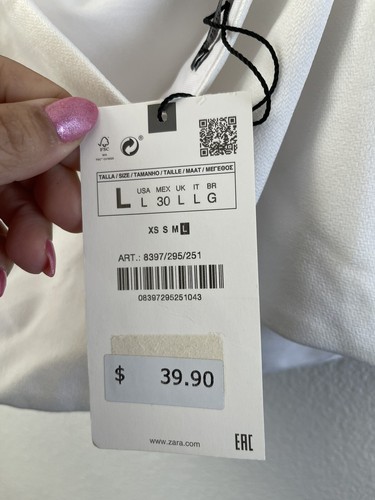 FSC
®
TALLA / SIZE / TAMANHO / TAILLE / MAAT / ΜΕΓΕΘΟΣ
USA MEX UK IT BR
L L 30 L L G
XS S M L
ART.: 8397/295/251
08397295251043
$ 39.90
www.zara.com
EAC